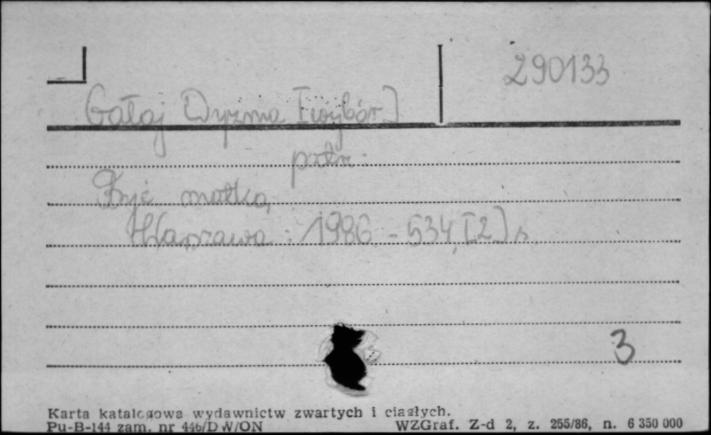 290133
Gałaj Dyzma [wybór]
patrz:
Być matką,
Warszawa : 1986 - 534, [2] s.
3
Karta katalogowa wydawnictw zwartych i ciągłych.
Pu-B-144 zam. nr 446/DW/ON WZGraf. Z-d 2, z. 255/86, n. 6 350 000